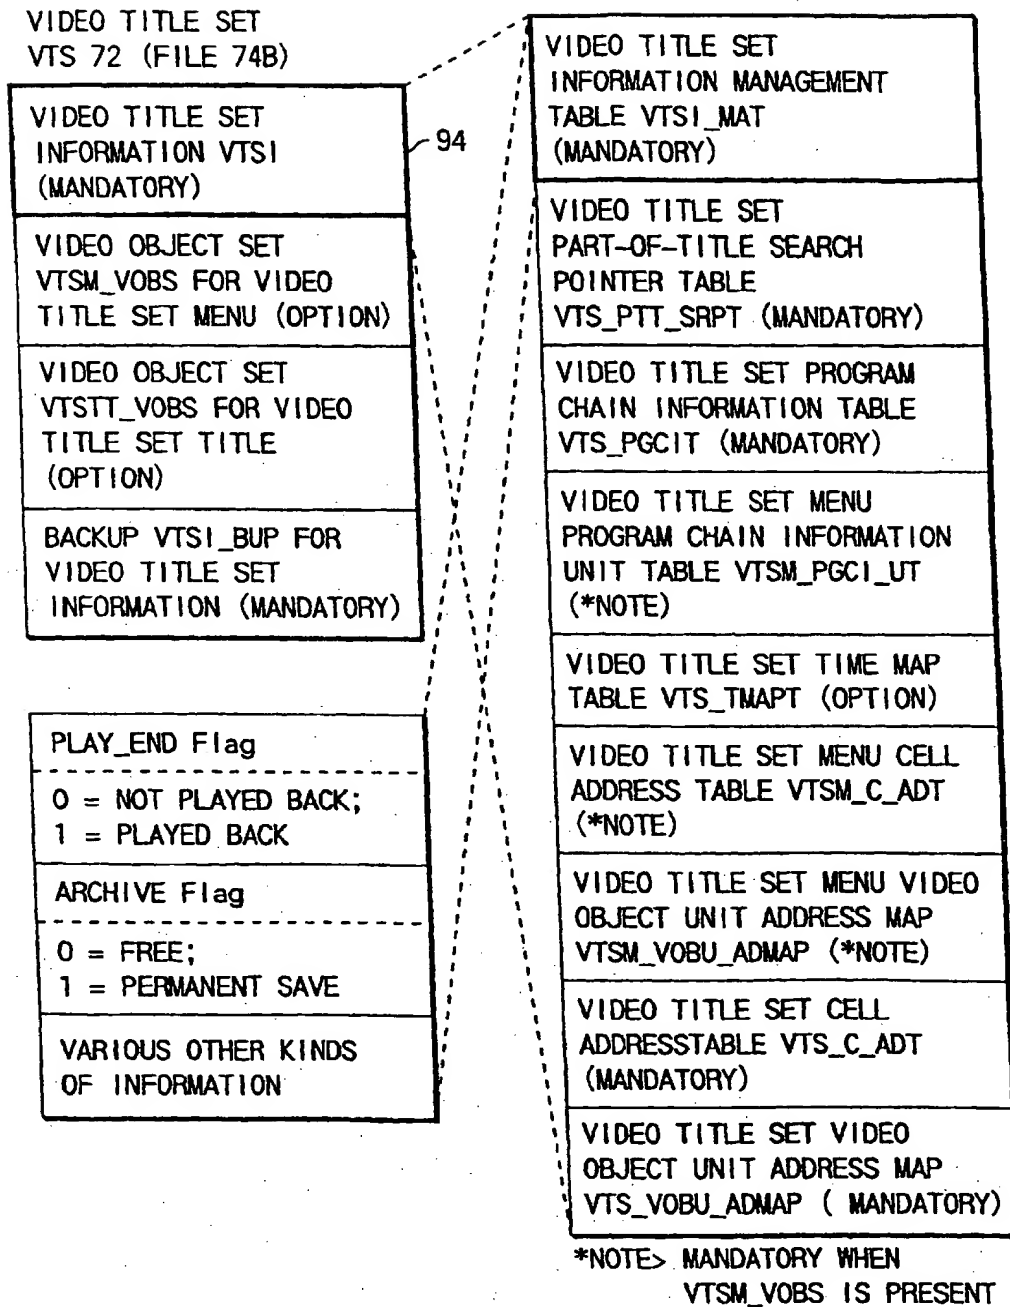 VIDEO TITLE SET
VTS 72 (FILE 74B)
VIDEO TITLE SET
INFORMATION VTSI
(MANDATORY)
94
VIDEO OBJECT SET
VTSM_VOBS FOR VIDEO
TITLE SET MENU (OPTION)
VIDEO OBJECT SET
VTSTT_VOBS FOR VIDEO
TITLE SET TITLE
(OPTION)
BACKUP VTSI_BUP FOR
VIDEO TITLE SET
INFORMATION (MANDATORY)
PLAY_END Flag
0 = NOT PLAYED BACK;
1 = PLAYED BACK
ARCHIVE Flag
0 = FREE;
1 = PERMANENT SAVE
VARIOUS OTHER KINDS
OF INFORMATION
VIDEO TITLE SET
INFORMATION MANAGEMENT
TABLE VTSI_MAT
(MANDATORY)
VIDEO TITLE SET
PART-OF-TITLE SEARCH
POINTER TABLE
VTS_PTT_SRPT (MANDATORY)
VIDEO TITLE SET PROGRAM
CHAIN INFORMATION TABLE
VTS_PGCIT (MANDATORY)
VIDEO TITLE SET MENU
PROGRAM CHAIN INFORMATION
UNIT TABLE VTSM_PGCI_UT
(*NOTE)
VIDEO TITLE SET TIME MAP
TABLE VTS_TMAPT (OPTION)
VIDEO TITLE SET MENU CELL
ADDRESS TABLE VTSM_C_ADT
(*NOTE)
VIDEO TITLE SET MENU VIDEO
OBJECT UNIT ADDRESS MAP
VTSM_VOBU_ADMAP (*NOTE)
VIDEO TITLE SET CELL
ADDRESSTABLE VTS_C_ADT
(MANDATORY)
VIDEO TITLE SET VIDEO
OBJECT UNIT ADDRESS MAP
VTS_VOBU_ADMAP ( MANDATORY)
*NOTE> MANDATORY WHEN
VTSM_VOBS IS PRESENT